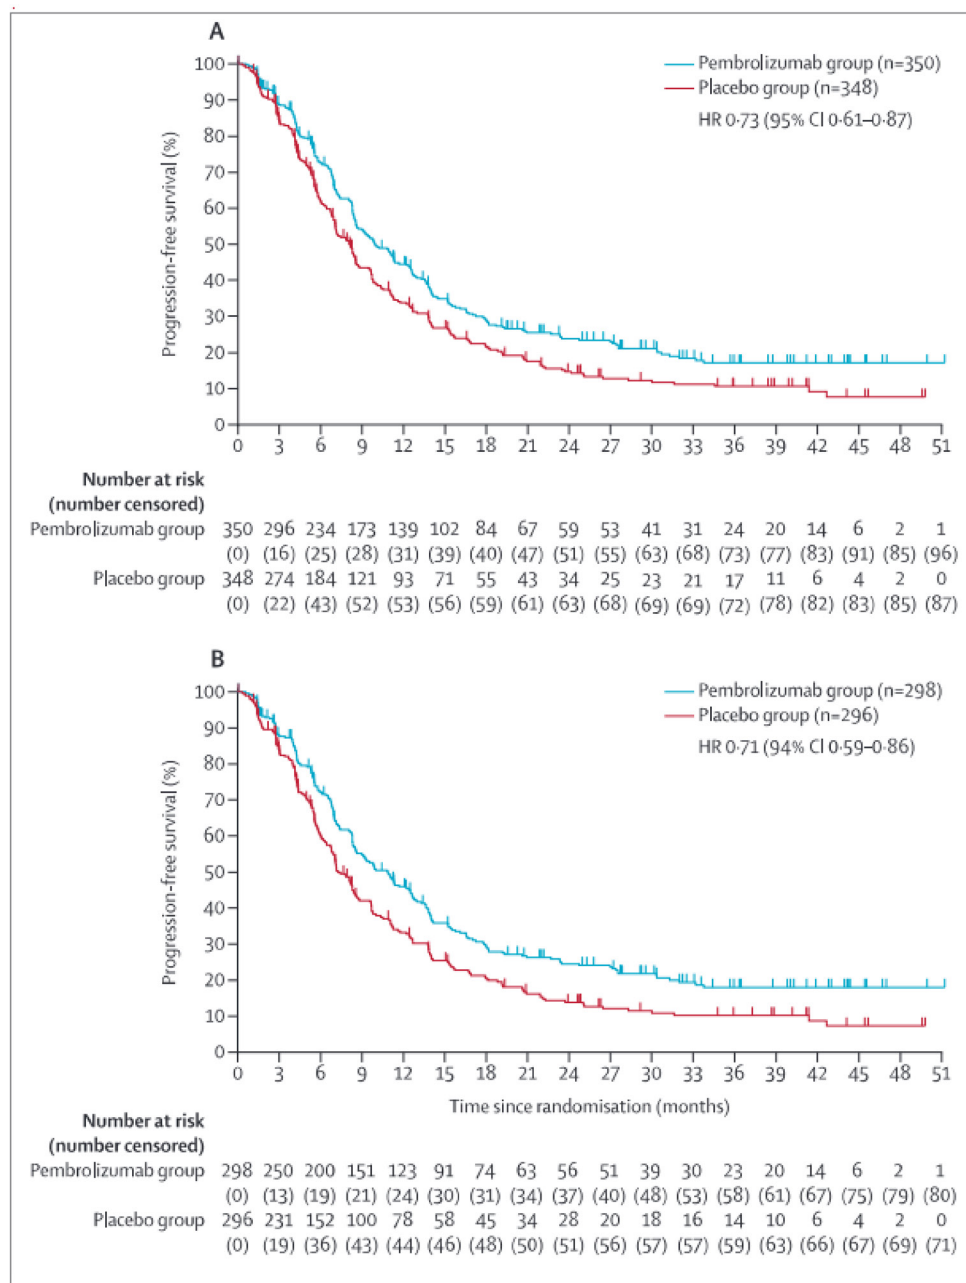 A
Pembrolizumab group (n=350)
Placebo group (n=348)
HR 0·73 (95% CI 0·61–0·87)
Progression-free survival (%)
100
90
80
70
60
50
40
30
20
10
0
0 3 6 9 12 15 18 21 24 27 30 33 36 39 42 45 48 51
Number at risk
(number censored)
Pembrolizumab group 350 296 234 173 139 102 84 67 59 53 41 31 24 20 14 6 2 1
(0) (16) (25) (28) (31) (39) (40) (47) (51) (55) (63) (68) (73) (77) (83) (91) (85) (96)
Placebo group 348 274 184 121 93 71 55 43 34 25 23 21 17 11 6 4 2 0
(0) (22) (43) (52) (53) (56) (59) (61) (63) (68) (69) (69) (72) (78) (82) (83) (85) (87)
B
Pembrolizumab group (n=298)
Placebo group (n=296)
HR 0·71 (94% CI 0·59–0·86)
Progression-free survival (%)
100
90
80
70
60
50
40
30
20
10
0
0 3 6 9 12 15 18 21 24 27 30 33 36 39 42 45 48 51
Time since randomisation (months)
Number at risk
(number censored)
Pembrolizumab group 298 250 200 151 123 91 74 63 56 51 39 30 23 20 14 6 2 1
(0) (13) (19) (21) (24) (30) (31) (34) (37) (40) (48) (53) (58) (61) (67) (75) (79) (80)
Placebo group 296 231 152 100 78 58 45 34 28 20 18 16 14 10 6 4 2 0
(0) (19) (36) (43) (44) (46) (48) (50) (51) (56) (57) (57) (59) (63) (66) (67) (69) (71)